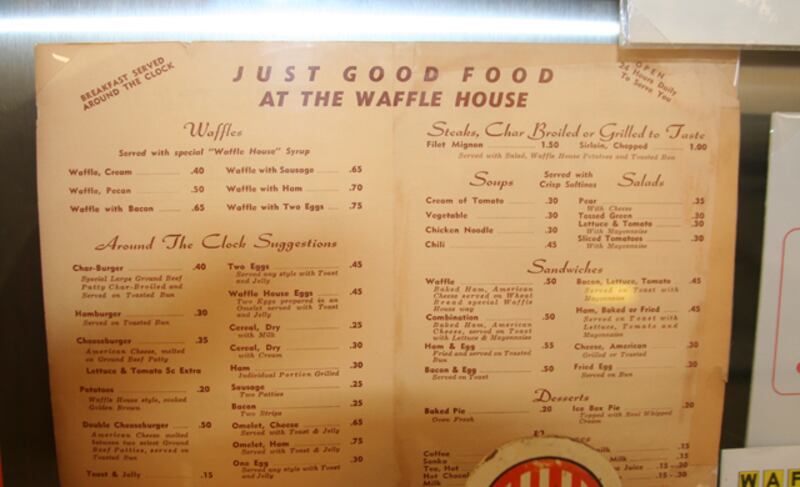 BREAKFAST SERVED
AROUND THE CLOCK
JUST GOOD FOOD
AT THE WAFFLE HOUSE
OPEN
24 Hours Daily
To Serve You
Waffles
Served with special "Waffle House" Syrup
Waffle, Cream .40
Waffle, Pecan .50
Waffle with Bacon .65
Waffle with Sausage .65
Waffle with Ham .70
Waffle with Two Eggs .75
Around The Clock Suggestions
Char-Burger .40
Special Large Ground Beef
Patty Char-Broiled and
Served on Toasted Bun
Hamburger .30
Served on Toasted Bun
Cheeseburger .35
American Cheese, melted
on Ground Beef Patty
Lettuce & Tomato 5c Extra
Potatoes .20
Waffle House style, cooked
Golden Brown
Double Cheeseburger .50
American Cheese melted
between two select Ground
Beef Patties, served on
Toasted Bun
Toast & Jelly .15
Two Eggs .45
Served any style with Toast
and Jelly
Waffle House Eggs .45
Two Eggs prepared in an
Omelet served with Toast
and Jelly
Cereal, Dry .25
with Milk
Cereal, Dry .30
with Cream
Ham .30
Individual Portion Grilled
Sausage .25
Two Patties
Bacon .25
Two Strips
Omelet, Cheese .65
Served with Toast & Jelly
Omelet, Ham .75
Served with Toast & Jelly
One Egg .30
Served any style with Toast
and Jelly
Steaks, Char Broiled or Grilled to Taste
Filet Mignon 1.50
Sirloin, Chopped 1.00
Served with Salad, Waffle House Potatoes and Toasted Bun
Soups
Served with
Crisp Saltines
Salads
Cream of Tomato .30
Vegetable .30
Chicken Noodle .30
Chili .45
Pear .35
With Cheese
Tossed Green .30
Lettuce & Tomato .30
With Mayonnaise
Sliced Tomatoes .30
With Mayonnaise
Sandwiches
Waffle .50
Baked Ham, American
Cheese served on Wheat
Bread special Waffle
House way
Combination .50
Baked Ham, American
Cheese, served on Toast
with Lettuce & Mayonnaise
Ham & Egg .55
Fried and served on Toasted
Bun
Bacon & Egg .50
Served on Toast
Bacon, Lettuce, Tomato .45
Served on Toast with
Mayonnaise
Ham, Baked or Fried .45
Served on Toast with
Lettuce, Tomato and
Mayonnaise
Cheese, American .30
Grilled or Toasted
Fried Egg .30
Served on Bun
Desserts
Baked Pie .20
Oven Fresh
Ice Box Pie .20
Topped with Real Whipped
Cream
Coffee
Sanka
Tea, Hot
Hot Chocol
Milk
Milk .15
Juice .15 - .30
.15 - .30
.15
WAF